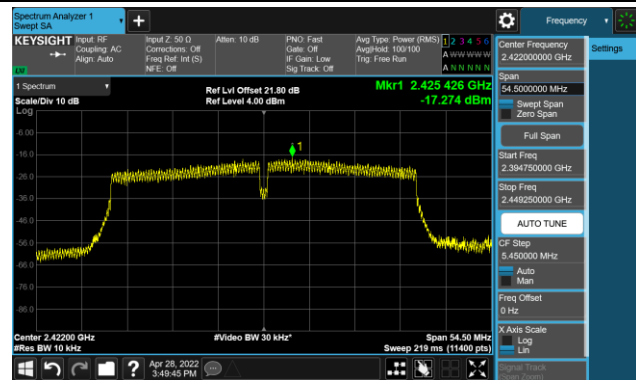 Spectrum Analyzer 1
Swept SA
Frequency
KEYSIGHT
Input: RF
Coupling: AC
Align: Auto
Input Z: 50 Ω
Corrections: Off
Freq Ref: Int (S)
NFE: Off
Atten: 10 dB
PNO: Fast
Gate: Off
IF Gain: Low
Sig Track: Off
Avg Type: Power (RMS)
Avg|Hold: 100/100
Trig: Free Run
1 2 3 4 5 6
A W W W W W
A N N N N N
LW
1 Spectrum
Scale/Div 10 dB
Log
Ref Lvl Offset 21.80 dB
Ref Level 4.00 dBm
Mkr1 2.425 426 GHz
-17.274 dBm
1
-6.00
-16.0
-26.0
-36.0
-46.0
-56.0
-66.0
-76.0
-86.0
Center 2.42200 GHz
#Res BW 10 kHz
#Video BW 30 kHz*
Span 54.50 MHz
Sweep 219 ms (11400 pts)
Apr 28, 2022
3:49:45 PM
?
Center Frequency
2.422000000 GHz
Span
54.5000000 MHz
Swept Span
Zero Span
Full Span
Start Freq
2.394750000 GHz
Stop Freq
2.449250000 GHz
AUTO TUNE
CF Step
5.450000 MHz
Auto
Man
Freq Offset
0 Hz
X Axis Scale
Log
Lin
Signal Track
(Span Zoom)
Settings